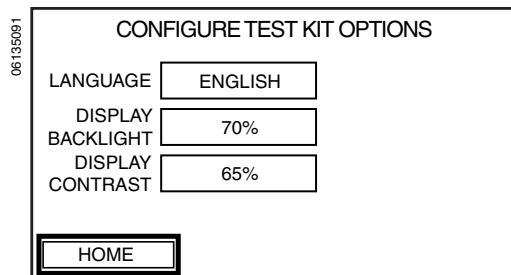 06135091
CONFIGURE TEST KIT OPTIONS
LANGUAGE
ENGLISH
DISPLAY
BACKLIGHT
70%
DISPLAY
CONTRAST
65%
HOME